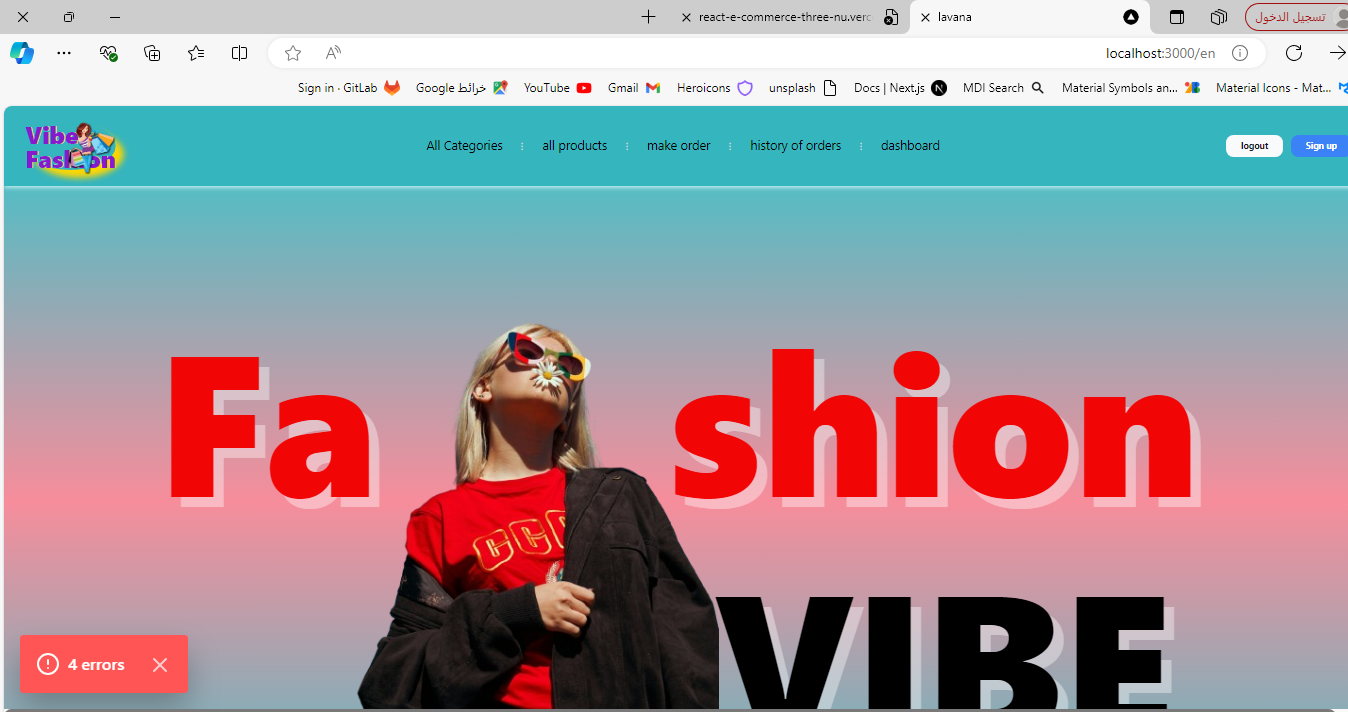 react-e-commerce-three-nu.verc
lavana
تسجيل الدخول
localhost:3000/en
Sign in · GitLab
خرائط Google
YouTube
Gmail
Heroicons
unsplash
Docs | Next.js
MDI Search
Material Symbols an...
Material Icons - Mat...
Vibe
Fashion
All Categories
all products
make order
history of orders
dashboard
logout
Sign up
Fa shion
VIBE
4 errors